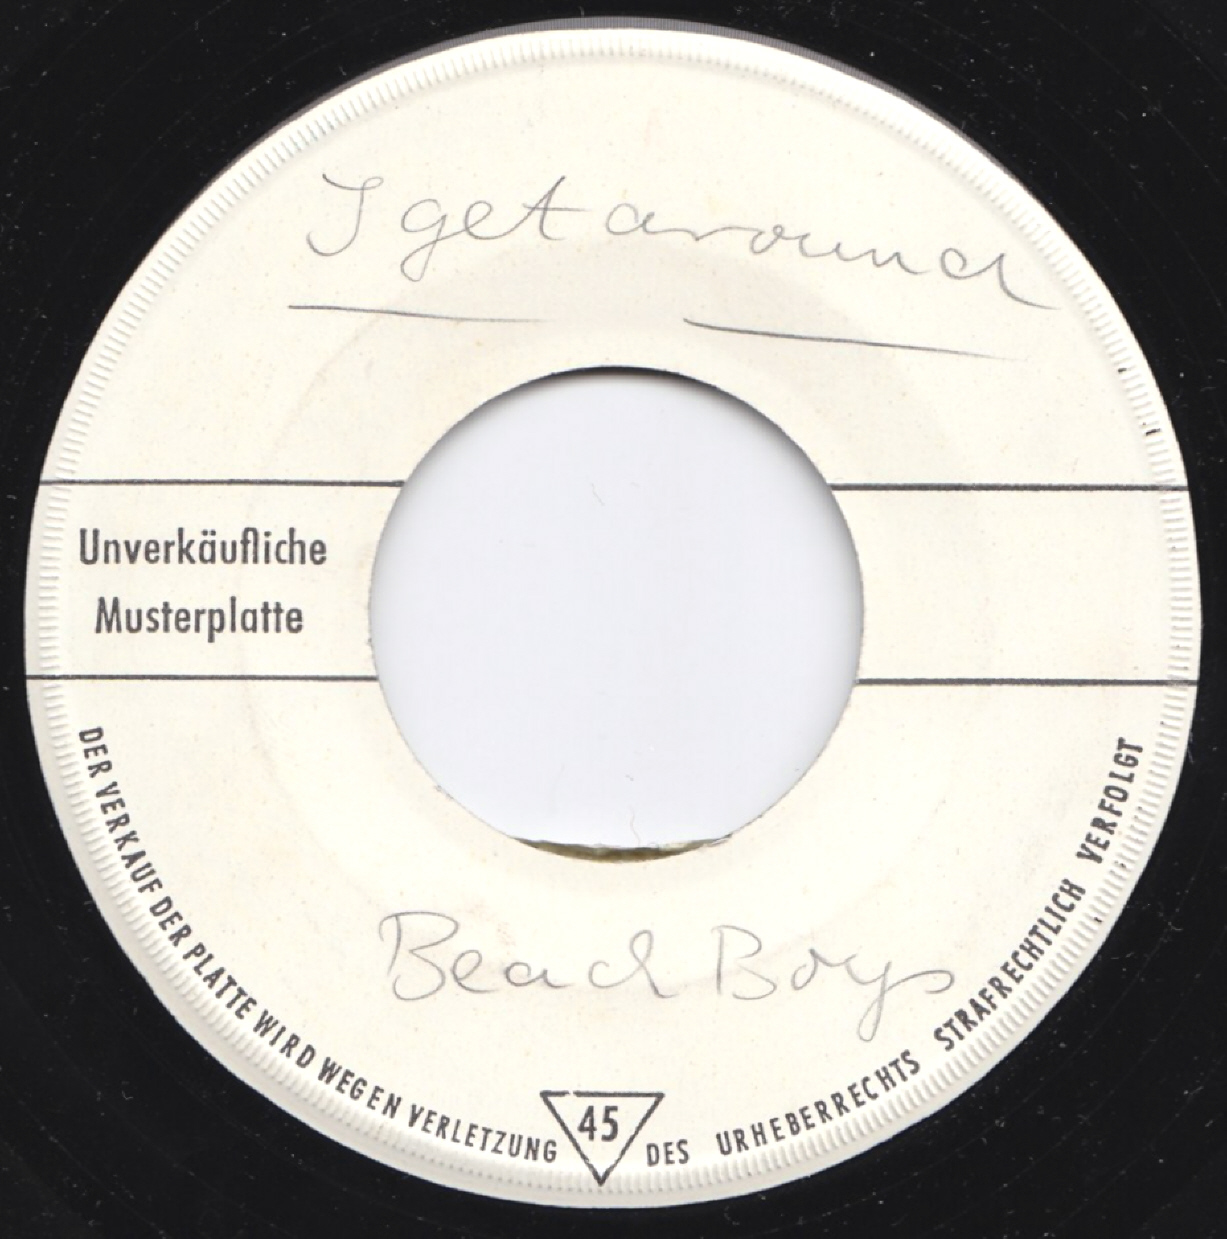 I get around
Unverkäufliche
Musterplatte
Beach Boys
DER VERKAUF DER PLATTE WIRD WEGEN VERLETZUNG DES URHEBERRECHTS STRAFRECHTLICH VERFOLGT
45